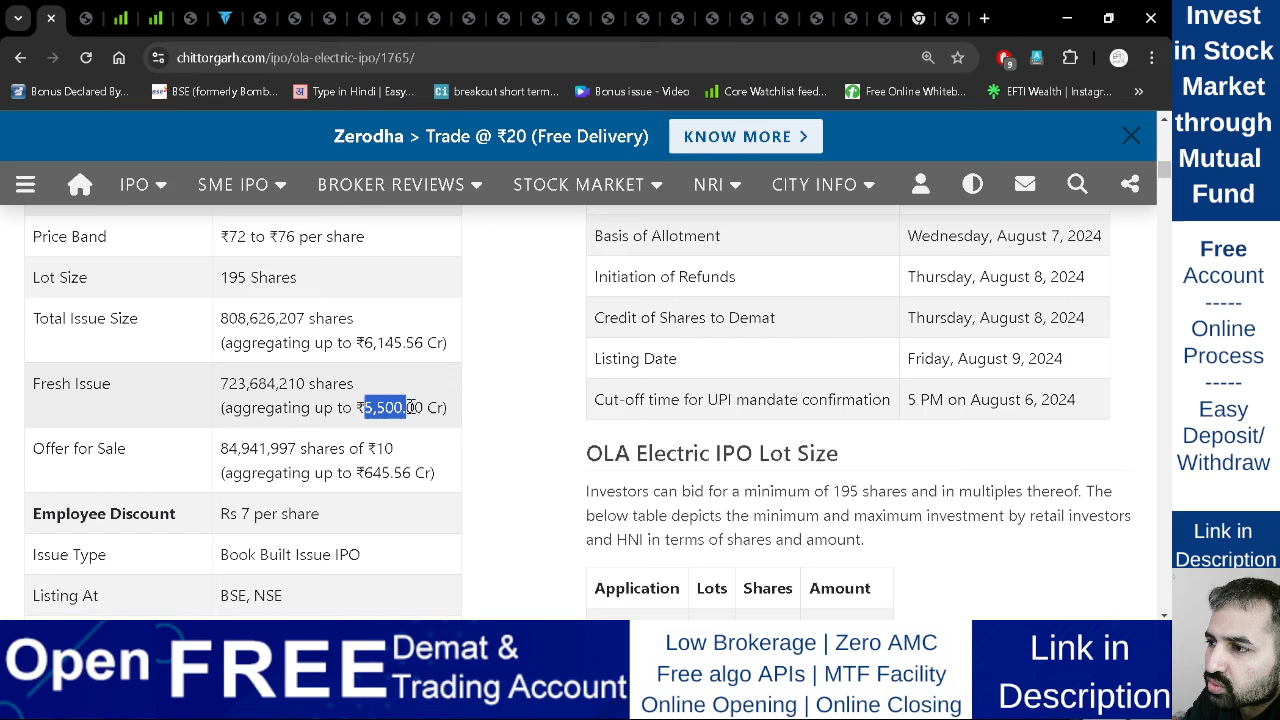 chittorgarh.com/ipo/ola-electric-ipo/1765/
9
Bonus Declared By...
BSE (formerly Bomb...
Type in Hindi | Easy...
breakout short term...
Bonus issue - Video
Core Watchlist feed...
Free Online Whiteb...
EFTI Wealth | Instagr...
»
Zerodha > Trade @ ₹20 (Free Delivery)
KNOW MORE >
IPO
SME IPO
BROKER REVIEWS
STOCK MARKET
NRI
CITY INFO
Price Band ₹72 to ₹76 per share
Lot Size 195 Shares
Total Issue Size 808,626,207 shares
(aggregating up to ₹6,145.56 Cr)
Fresh Issue 723,684,210 shares
(aggregating up to ₹5,500.00 Cr)
Offer for Sale 84,941,997 shares of ₹10
(aggregating up to ₹645.56 Cr)
Employee Discount Rs 7 per share
Issue Type Book Built Issue IPO
Listing At BSE, NSE
Basis of Allotment Wednesday, August 7, 2024
Initiation of Refunds Thursday, August 8, 2024
Credit of Shares to Demat Thursday, August 8, 2024
Listing Date Friday, August 9, 2024
Cut-off time for UPI mandate confirmation 5 PM on August 6, 2024
OLA Electric IPO Lot Size
Investors can bid for a minimum of 195 shares and in multiples thereof. The
below table depicts the minimum and maximum investment by retail investors
and HNI in terms of shares and amount.
Application Lots Shares Amount
Invest
in Stock
Market
through
Mutual
Fund
Free
Account
-----
Online
Process
-----
Easy
Deposit/
Withdraw
Link in
Description
Open FREE Demat &
Trading Account
Low Brokerage | Zero AMC
Free algo APIs | MTF Facility
Online Opening | Online Closing
Link in
Description